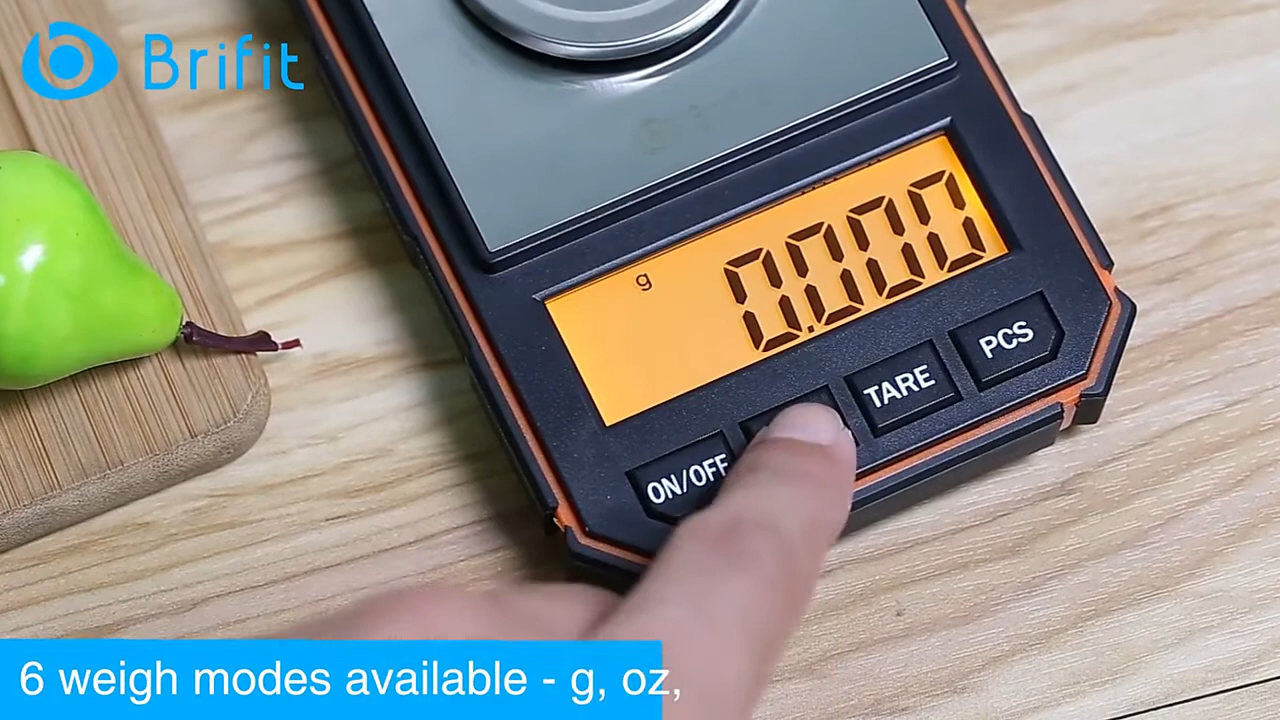 Brifit
g
0.000
ON/OFF
TARE
PCS
6 weigh modes available - g, oz,